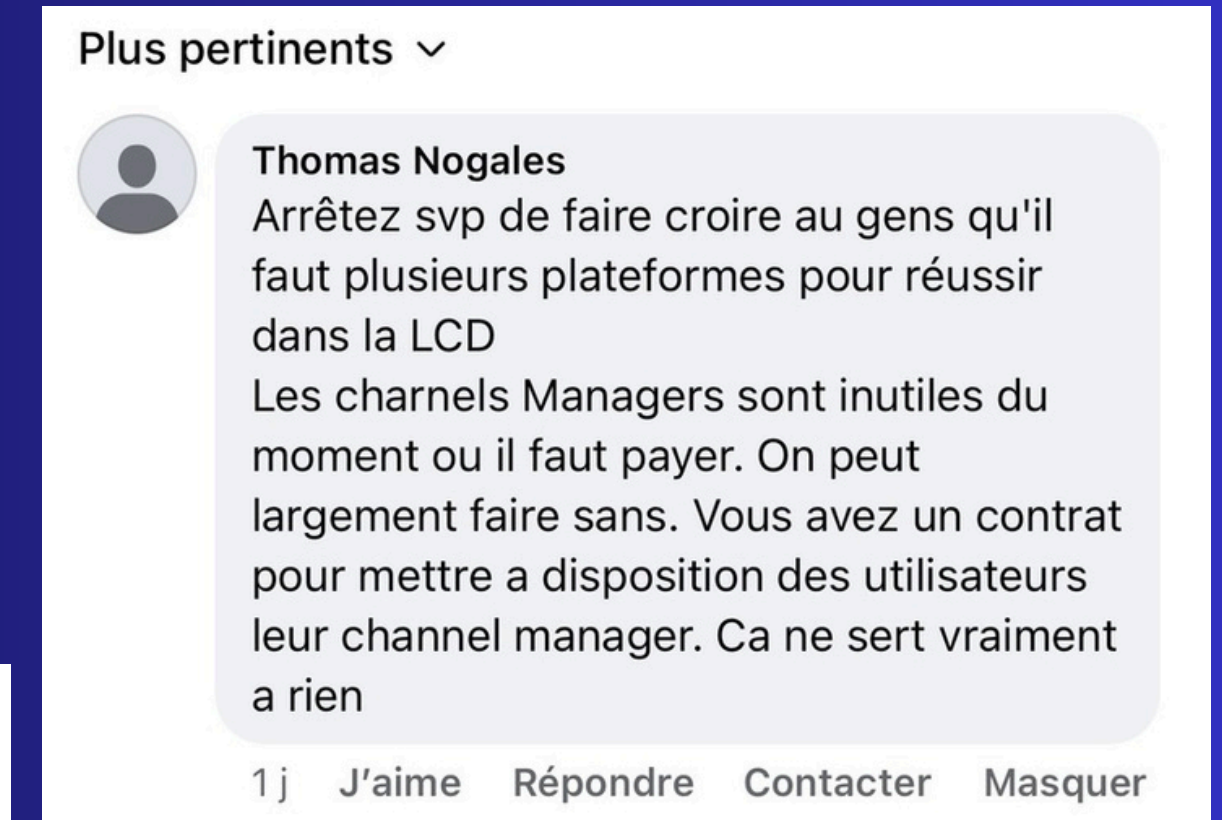 Plus pertinents
Thomas Nogales
Arrêtez svp de faire croire au gens qu'il
faut plusieurs plateformes pour réussir
dans la LCD
Les charnels Managers sont inutiles du
moment ou il faut payer. On peut
largement faire sans. Vous avez un contrat
pour mettre a disposition des utilisateurs
leur channel manager. Ca ne sert vraiment
a rien
1 j J'aime Répondre Contacter Masquer